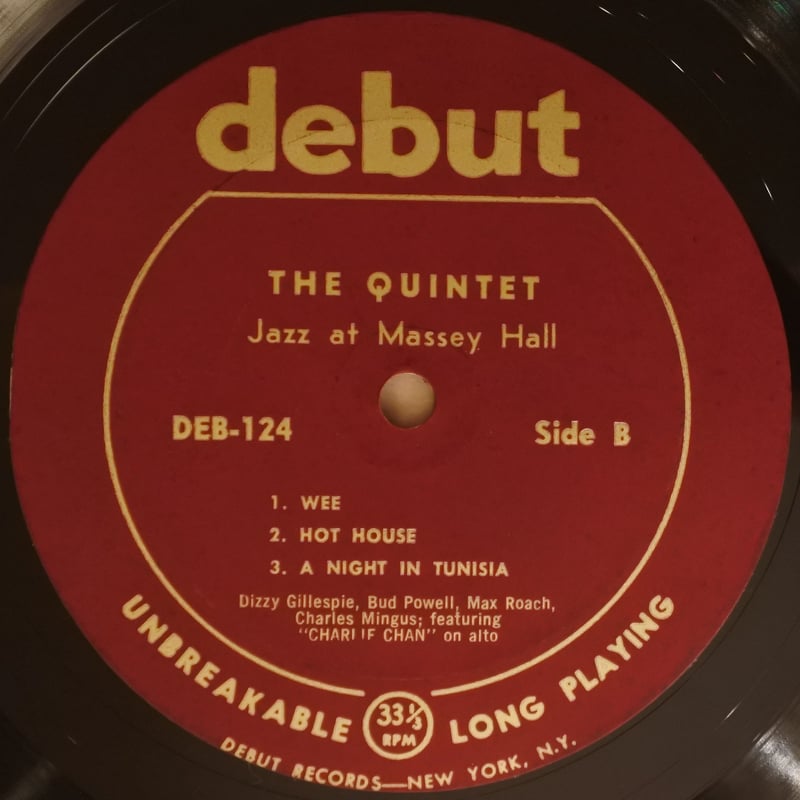 debut
THE QUINTET
Jazz at Massey Hall
DEB-124
Side B
1. WEE
2. HOT HOUSE
3. A NIGHT IN TUNISIA
Dizzy Gillespie, Bud Powell, Max Roach,
Charles Mingus; featuring
"CHARLIE CHAN" on alto
UNBREAKABLE
33⅓
RPM
LONG PLAYING
DEBUT RECORDS—NEW YORK, N.Y.